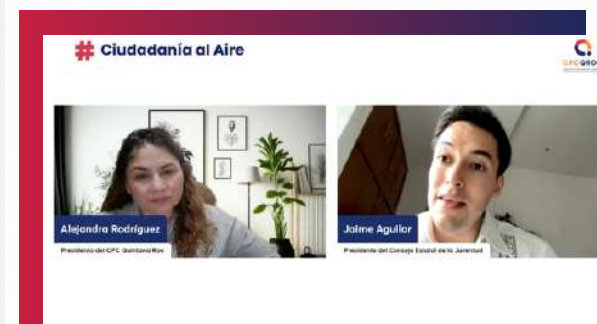 # Ciudadanía al Aire
CPCQROO
Alejandra Rodríguez
Presidenta del CPC Quintana Roo
Jaime Aguilar
Presidente del Consejo Estatal de la Juventud